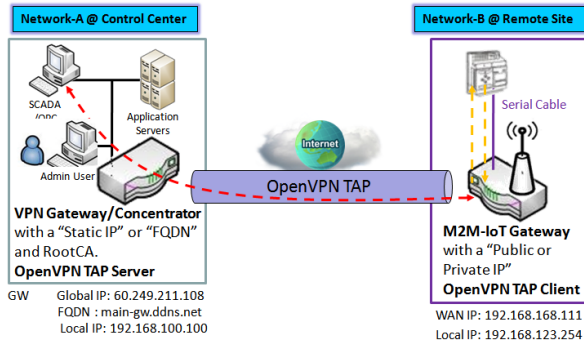 Network-A @ Control Center
Network-B @ Remote Site
SCADA
/OPC
Application
Servers
Admin User
Serial Cable
Internet
OpenVPN TAP
VPN Gateway/Concentrator
with a “Static IP” or “FQDN”
and RootCA.
OpenVPN TAP Server
M2M-IoT Gateway
with a “Public or
Private IP”
OpenVPN TAP Client
GW Global IP: 60.249.211.108
FQDN : main-gw.ddns.net
Local IP: 192.168.100.100
WAN IP: 192.168.168.111
Local IP: 192.168.123.254